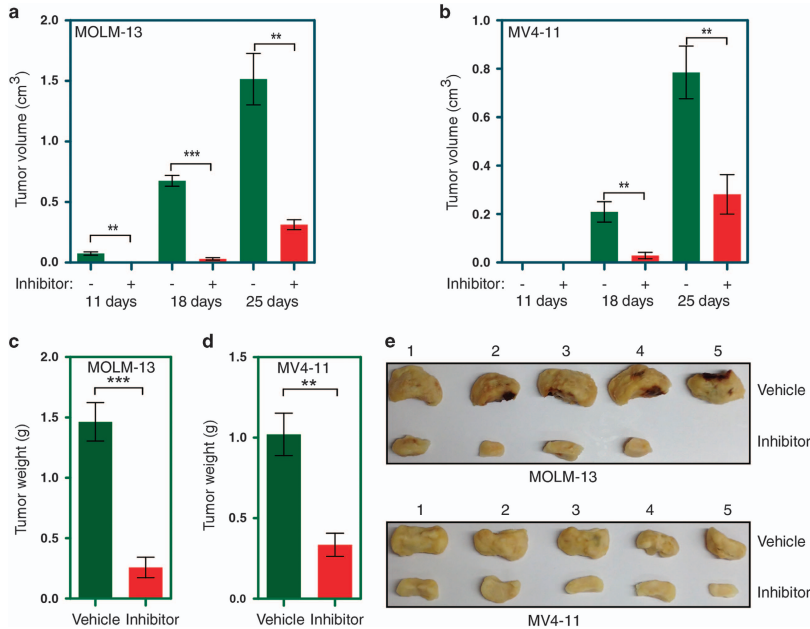 a
MOLM-13
Tumor volume (cm3)
2.0
1.5
1.0
0.5
0.0
**
***
**
Inhibitor: - + - + - +
11 days 18 days 25 days
b
MV4-11
Tumor volume (cm3)
1.0
0.8
0.6
0.4
0.2
0.0
**
**
Inhibitor: - + - + - +
11 days 18 days 25 days
c
MOLM-13
Tumor weight (g)
2.0
1.5
1.0
0.5
0.0
***
Vehicle Inhibitor
d
MV4-11
Tumor weight (g)
1.5
1.0
0.5
0.0
**
Vehicle Inhibitor
e
1 2 3 4 5
Vehicle
Inhibitor
MOLM-13
1 2 3 4 5
Vehicle
Inhibitor
MV4-11